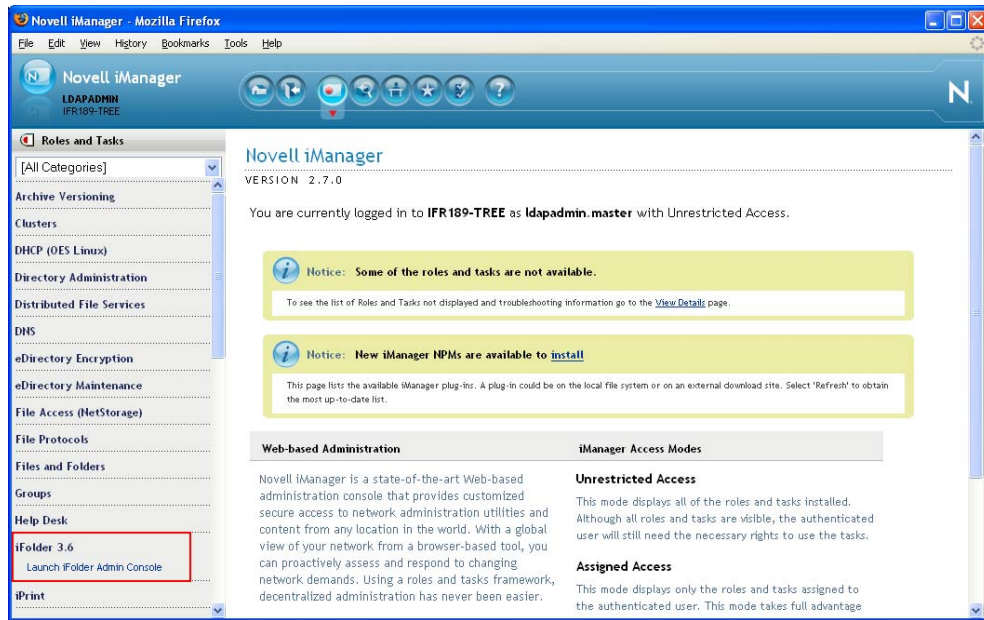 Novell iManager - Mozilla Firefox
File Edit View History Bookmarks Tools Help
Novell iManager
LDAPADMIN
IFR189-TREE
N
Roles and Tasks
[All Categories]
Archive Versioning
Clusters
DHCP (OES Linux)
Directory Administration
Distributed File Services
DNS
eDirectory Encryption
eDirectory Maintenance
File Access (NetStorage)
File Protocols
Files and Folders
Groups
Help Desk
iFolder 3.6
Launch iFolder Admin Console
iPrint
Novell iManager
VERSION 2.7.0
You are currently logged in to IFR189-TREE as ldapadmin.master with Unrestricted Access.
Notice: Some of the roles and tasks are not available.
To see the list of Roles and Tasks not displayed and troubleshooting information go to the View Details page.
Notice: New iManager NPMs are available to install
This page lists the available iManager plug-ins. A plug-in could be on the local file system or on an external download site. Select 'Refresh' to obtain
the most up-to-date list.
Web-based Administration
Novell iManager is a state-of-the-art Web-based
administration console that provides customized
secure access to network administration utilities and
content from any location in the world. With a global
view of your network from a browser-based tool, you
can proactively assess and respond to changing
network demands. Using a roles and tasks framework,
decentralized administration has never been easier.
iManager Access Modes
Unrestricted Access
This mode displays all of the roles and tasks installed.
Although all roles and tasks are visible, the authenticated
user will still need the necessary rights to use the tasks.
Assigned Access
This mode displays only the roles and tasks assigned to
the authenticated user. This mode takes full advantage